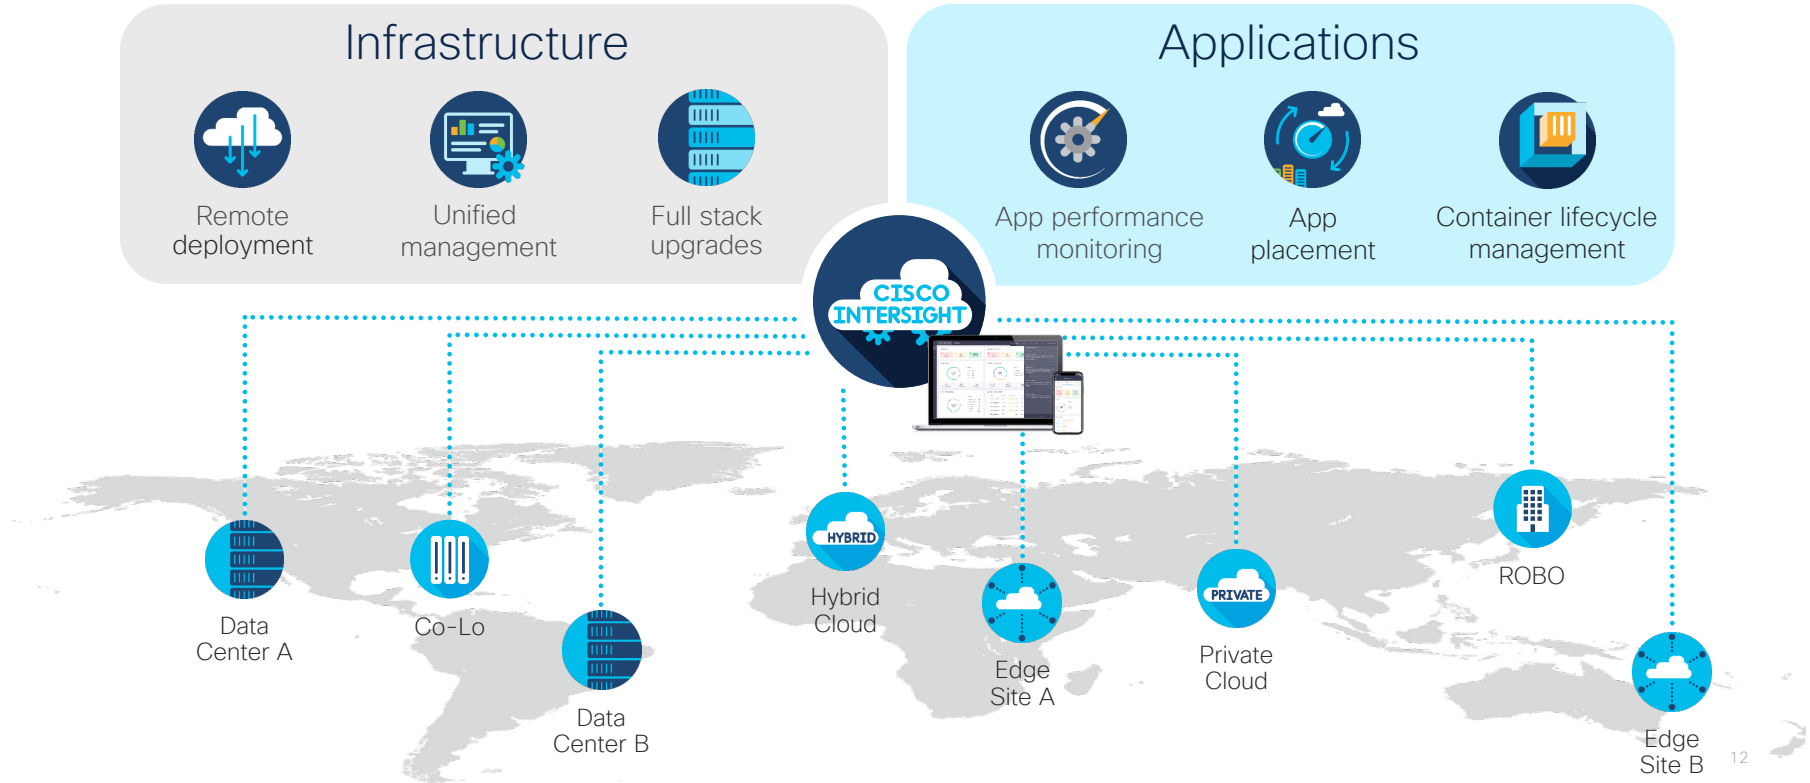 Infrastructure
Applications
Remote
deployment
Unified
management
Full stack
upgrades
App performance
monitoring
App
placement
Container lifecycle
management
CISCO
INTERSIGHT
HYBRID
Hybrid
Cloud
PRIVATE
Private
Cloud
ROBO
Data
Center A
Co-Lo
Data
Center B
Edge
Site A
Edge
Site B
12